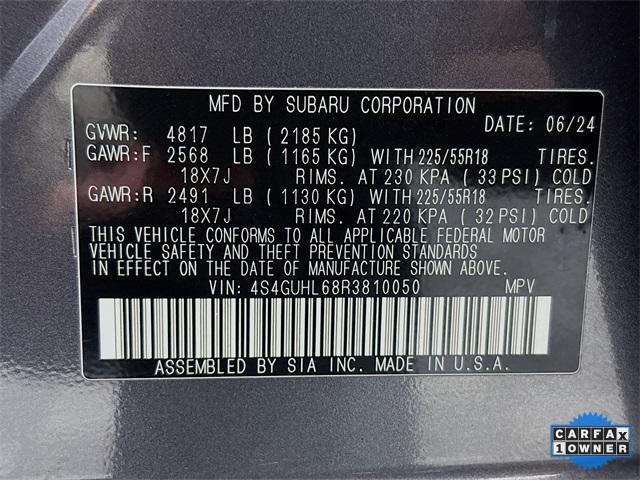 MFD BY SUBARU CORPORATION
DATE: 06/24
GVWR: 4817 LB (2185 KG)
GAWR:F 2568 LB (1165 KG) WITH 225/55R18 TIRES.
18X7J RIMS. AT 230 KPA (33 PSI) COLD
GAWR:R 2491 LB (1130 KG) WITH 225/55R18 TIRES.
18X7J RIMS. AT 220 KPA (32 PSI) COLD
THIS VEHICLE CONFORMS TO ALL APPLICABLE FEDERAL MOTOR
VEHICLE SAFETY AND THEFT PREVENTION STANDARDS
IN EFFECT ON THE DATE OF MANUFACTURE SHOWN ABOVE.
VIN: 4S4GUHL68R3810050 MPV
ASSEMBLED BY SIA INC. MADE IN U.S.A.
CARFAX
1 OWNER